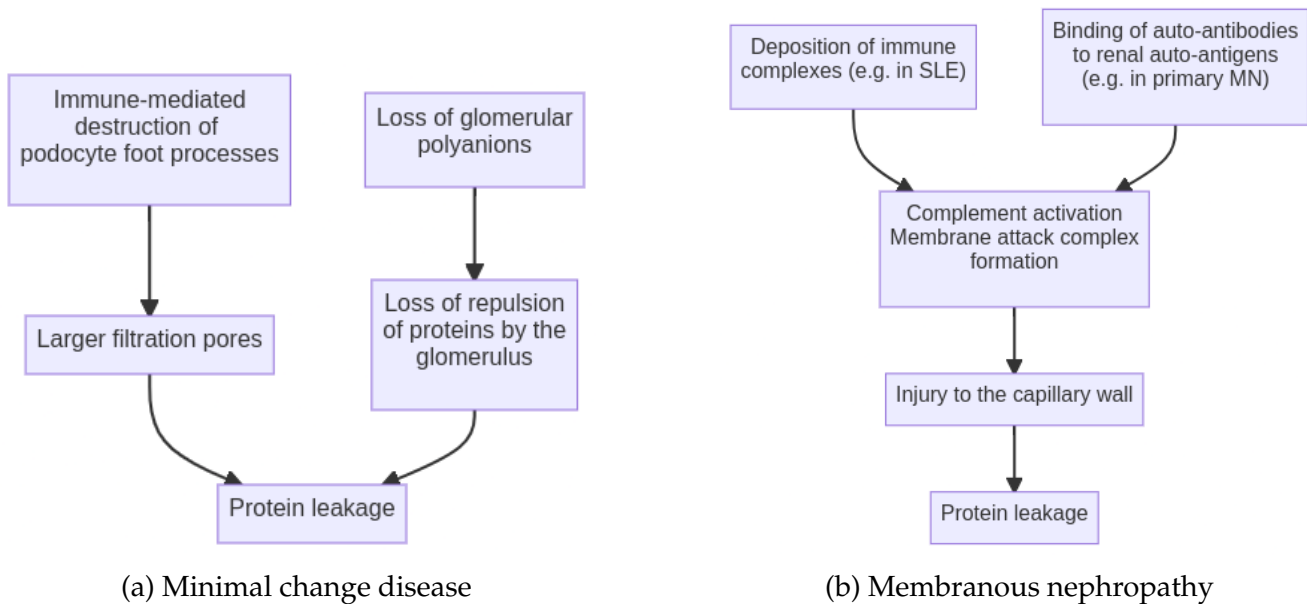 Immune-mediated
destruction of
podocyte foot processes
Loss of glomerular
polyanions
Larger filtration pores
Loss of repulsion
of proteins by the
glomerulus
Protein leakage
(a) Minimal change disease
Deposition of immune
complexes (e.g. in SLE)
Binding of auto-antibodies
to renal auto-antigens
(e.g. in primary MN)
Complement activation
Membrane attack complex
formation
Injury to the capillary wall
Protein leakage
(b) Membranous nephropathy